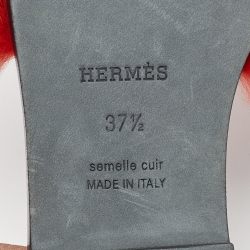 HERMÈS
37½
semelle cuir
MADE IN ITALY